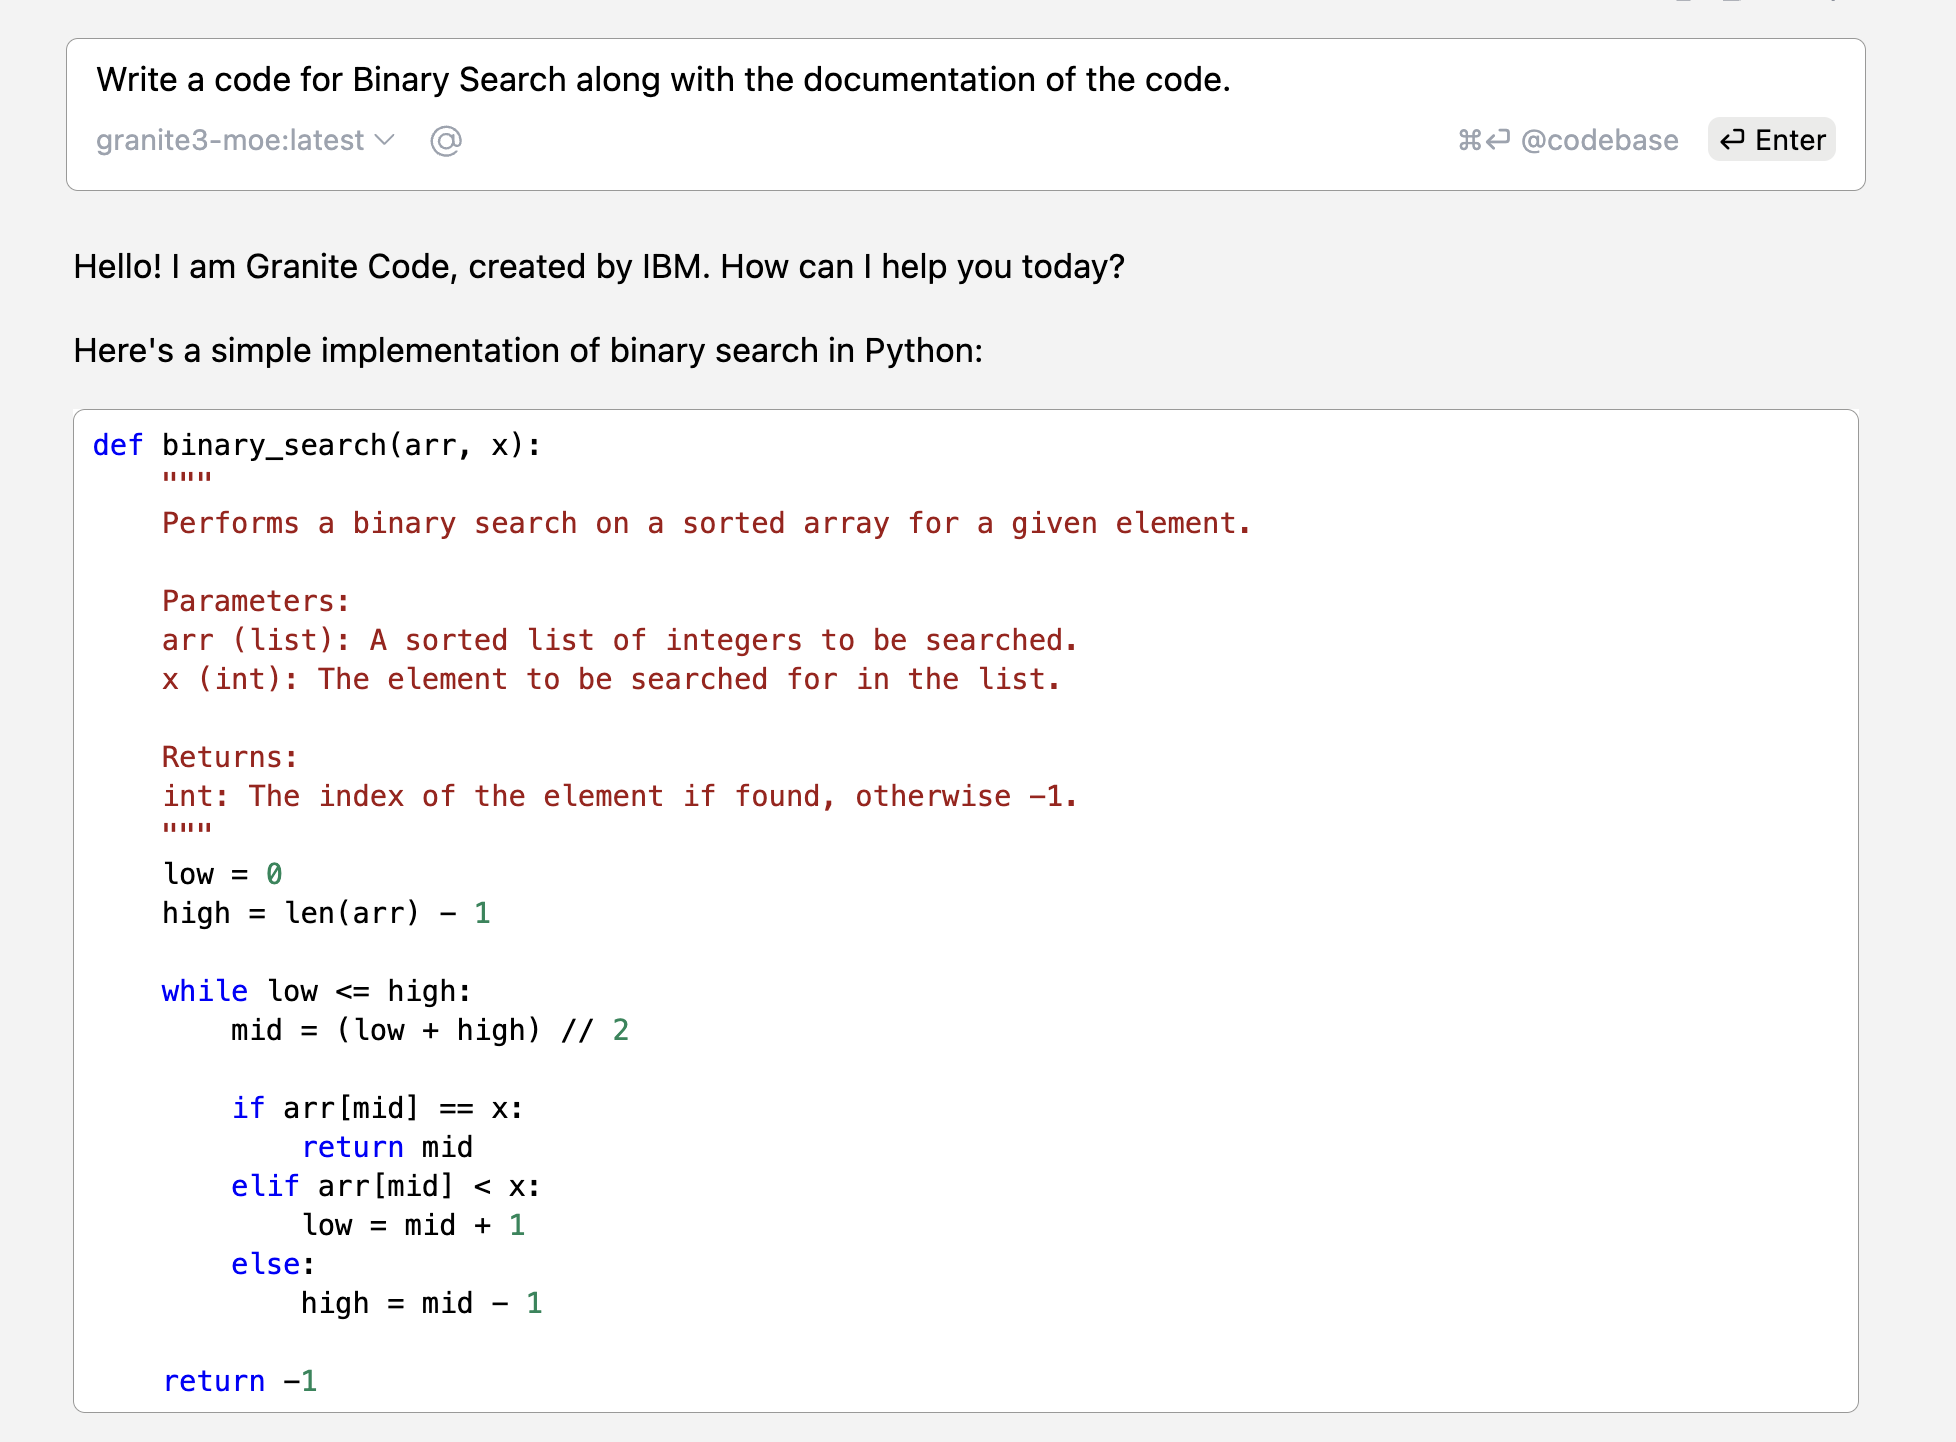 Write a code for Binary Search along with the documentation of the code.
granite3-moe:latest @ ⌘⏎ @codebase ⏎ Enter
Hello! I am Granite Code, created by IBM. How can I help you today?
Here's a simple implementation of binary search in Python:
def binary_search(arr, x):
    """
    Performs a binary search on a sorted array for a given element.
    Parameters:
    arr (list): A sorted list of integers to be searched.
    x (int): The element to be searched for in the list.
    Returns:
    int: The index of the element if found, otherwise -1.
    """
    low = 0
    high = len(arr) - 1
    while low <= high:
        mid = (low + high) // 2
        if arr[mid] == x:
            return mid
        elif arr[mid] < x:
            low = mid + 1
        else:
            high = mid - 1
    return -1